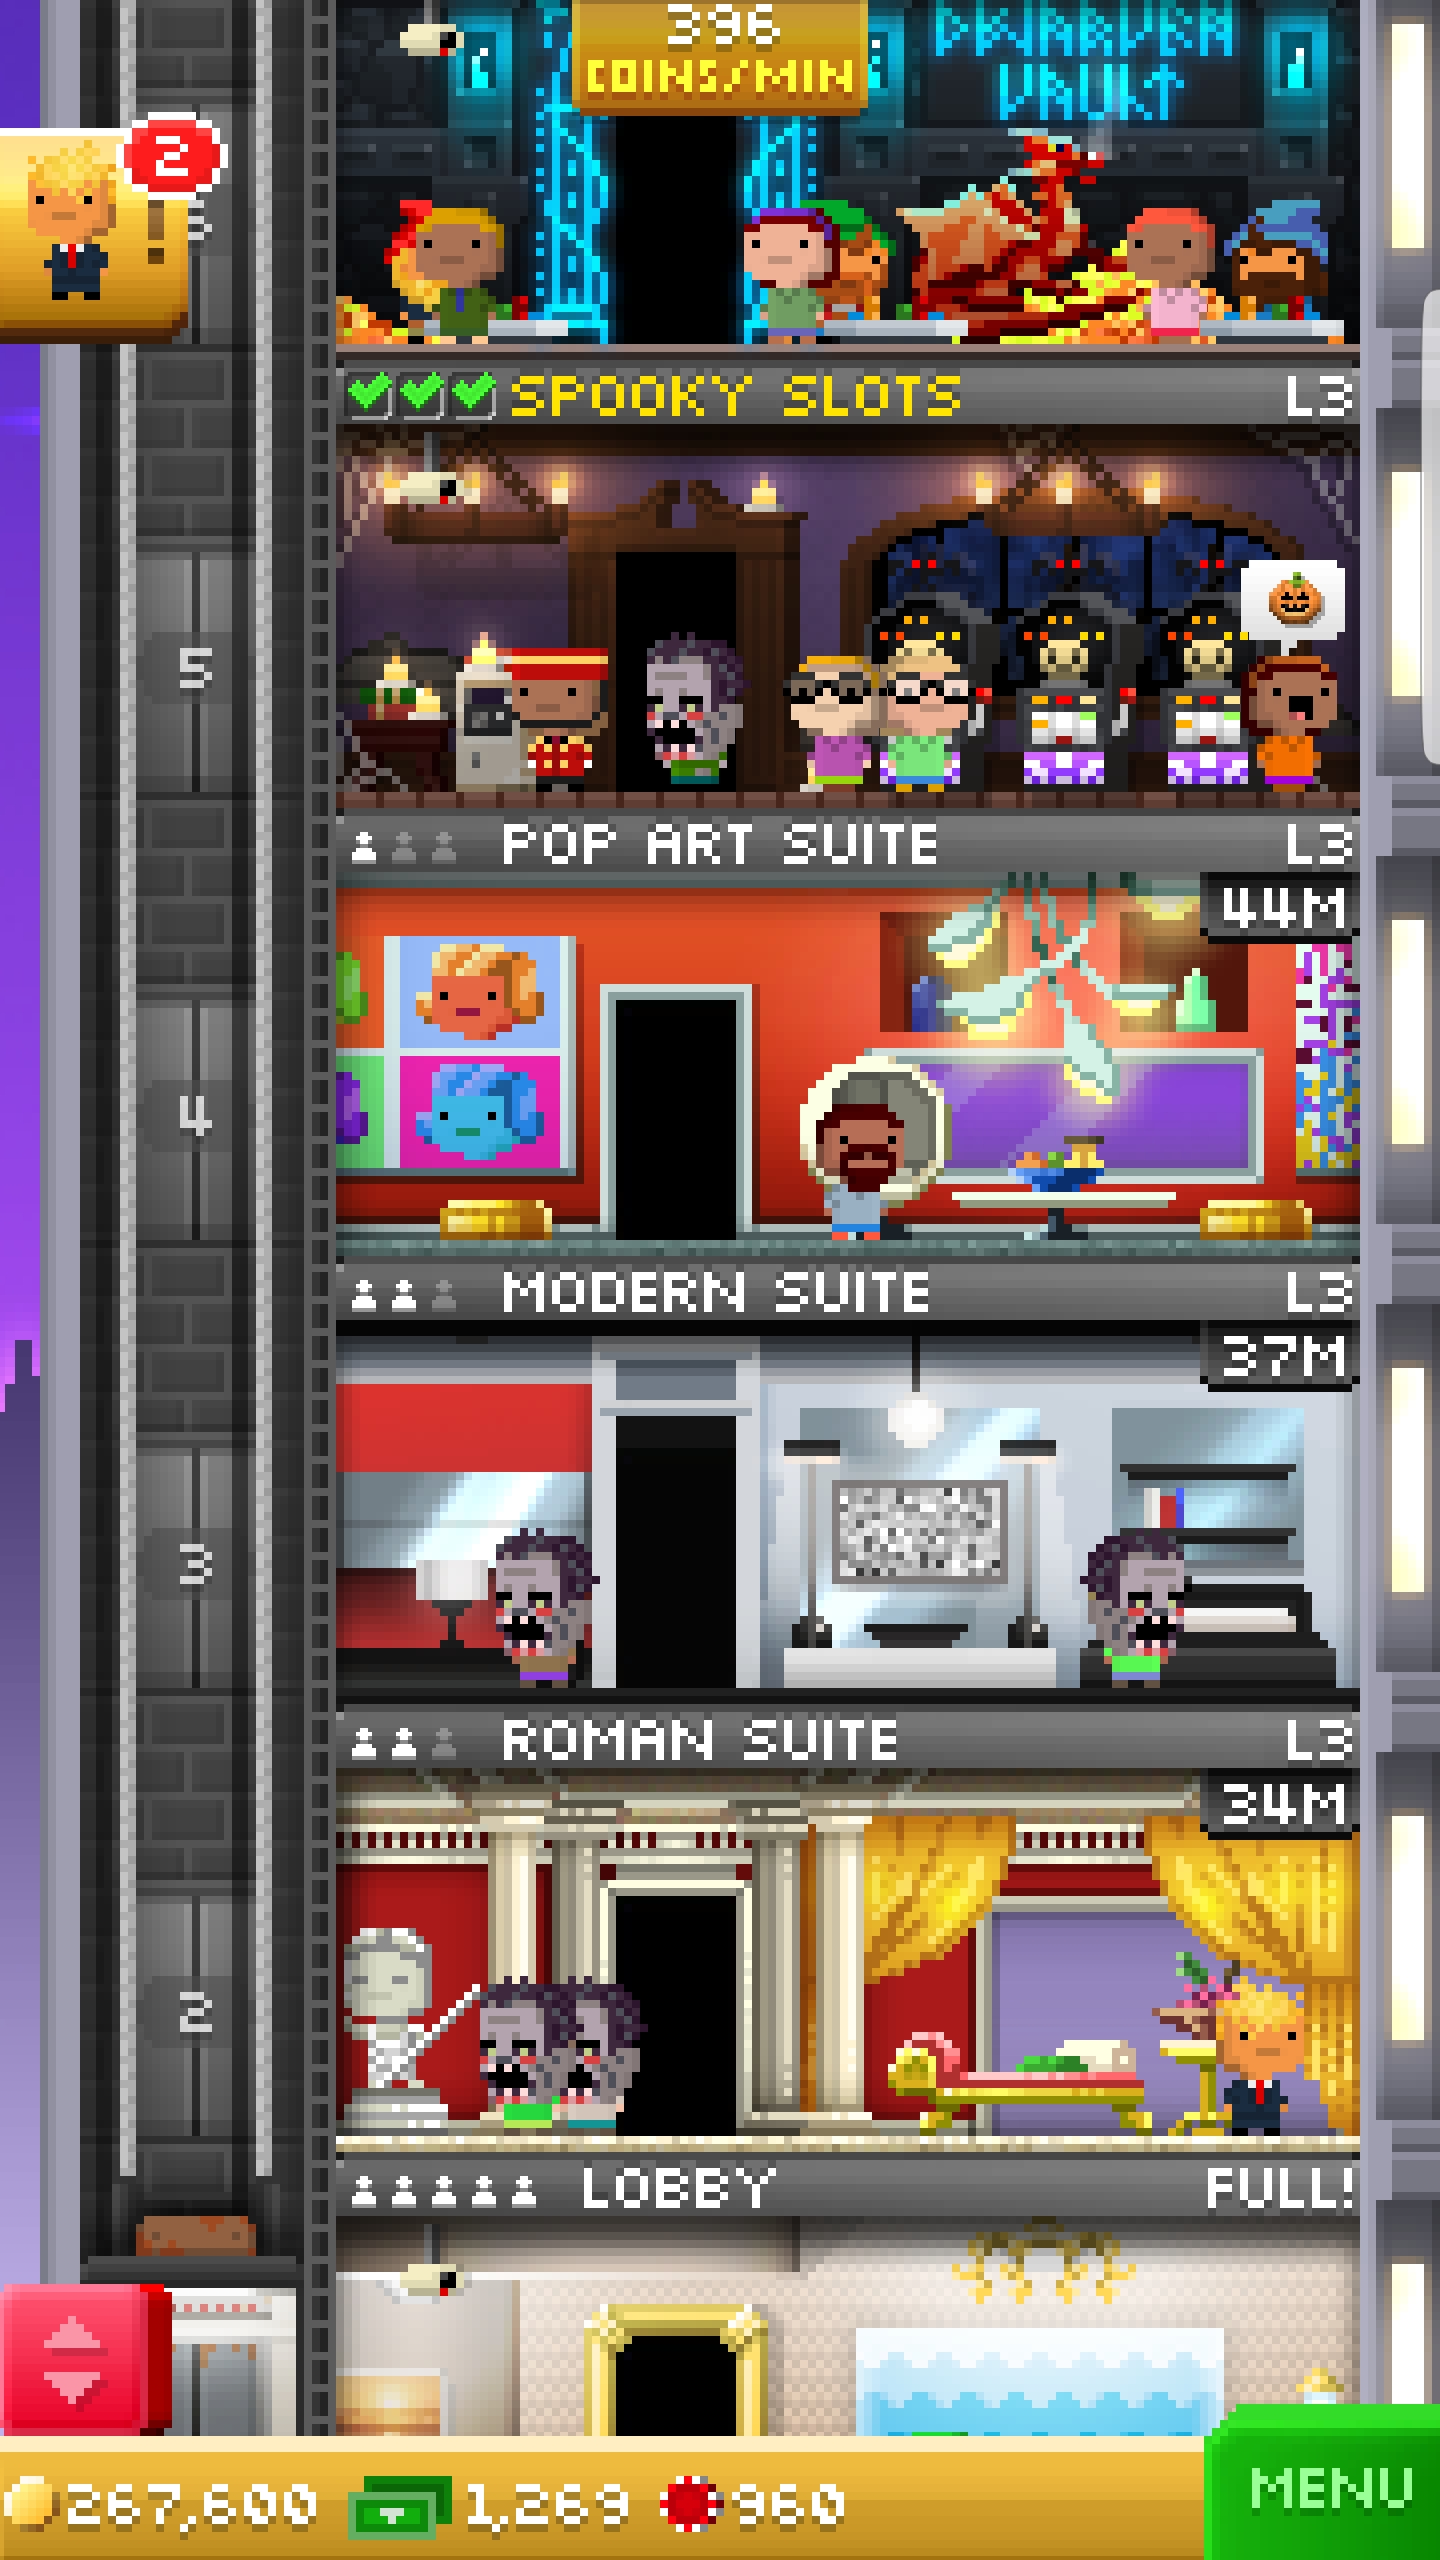 396
COINS/MIN
DWARVEN
VAULT
2
!
SPOOKY SLOTS L3
5
POP ART SUITE L3
44M
4
MODERN SUITE L3
37M
3
ROMAN SUITE L3
34M
2
LOBBY FULL!
267,600 1,269 960
MENU